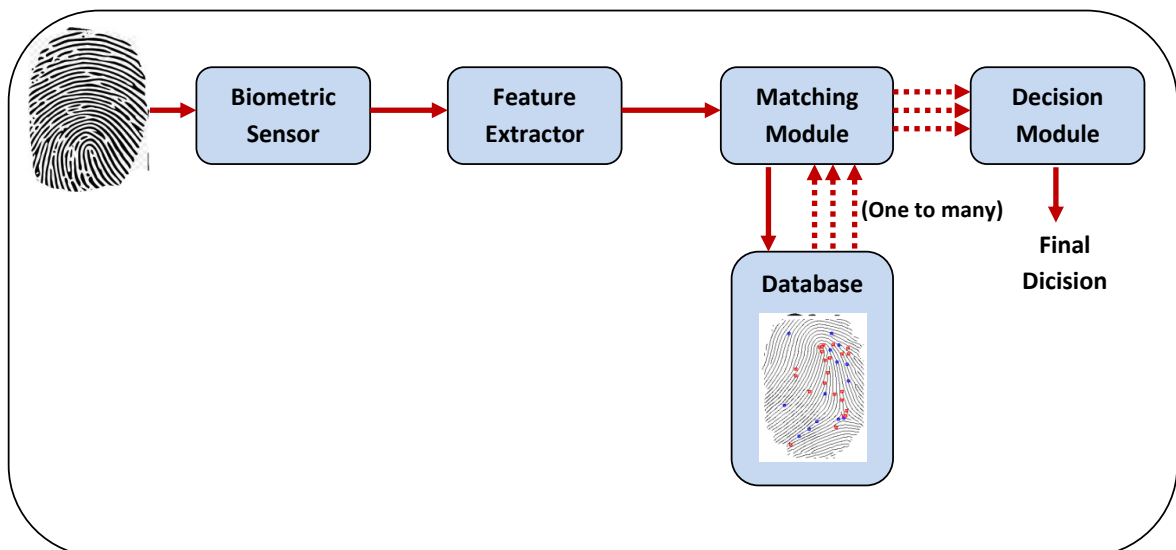 Biometric
Sensor
Feature
Extractor
Matching
Module
Decision
Module
(One to many)
Database
Final
Dicision